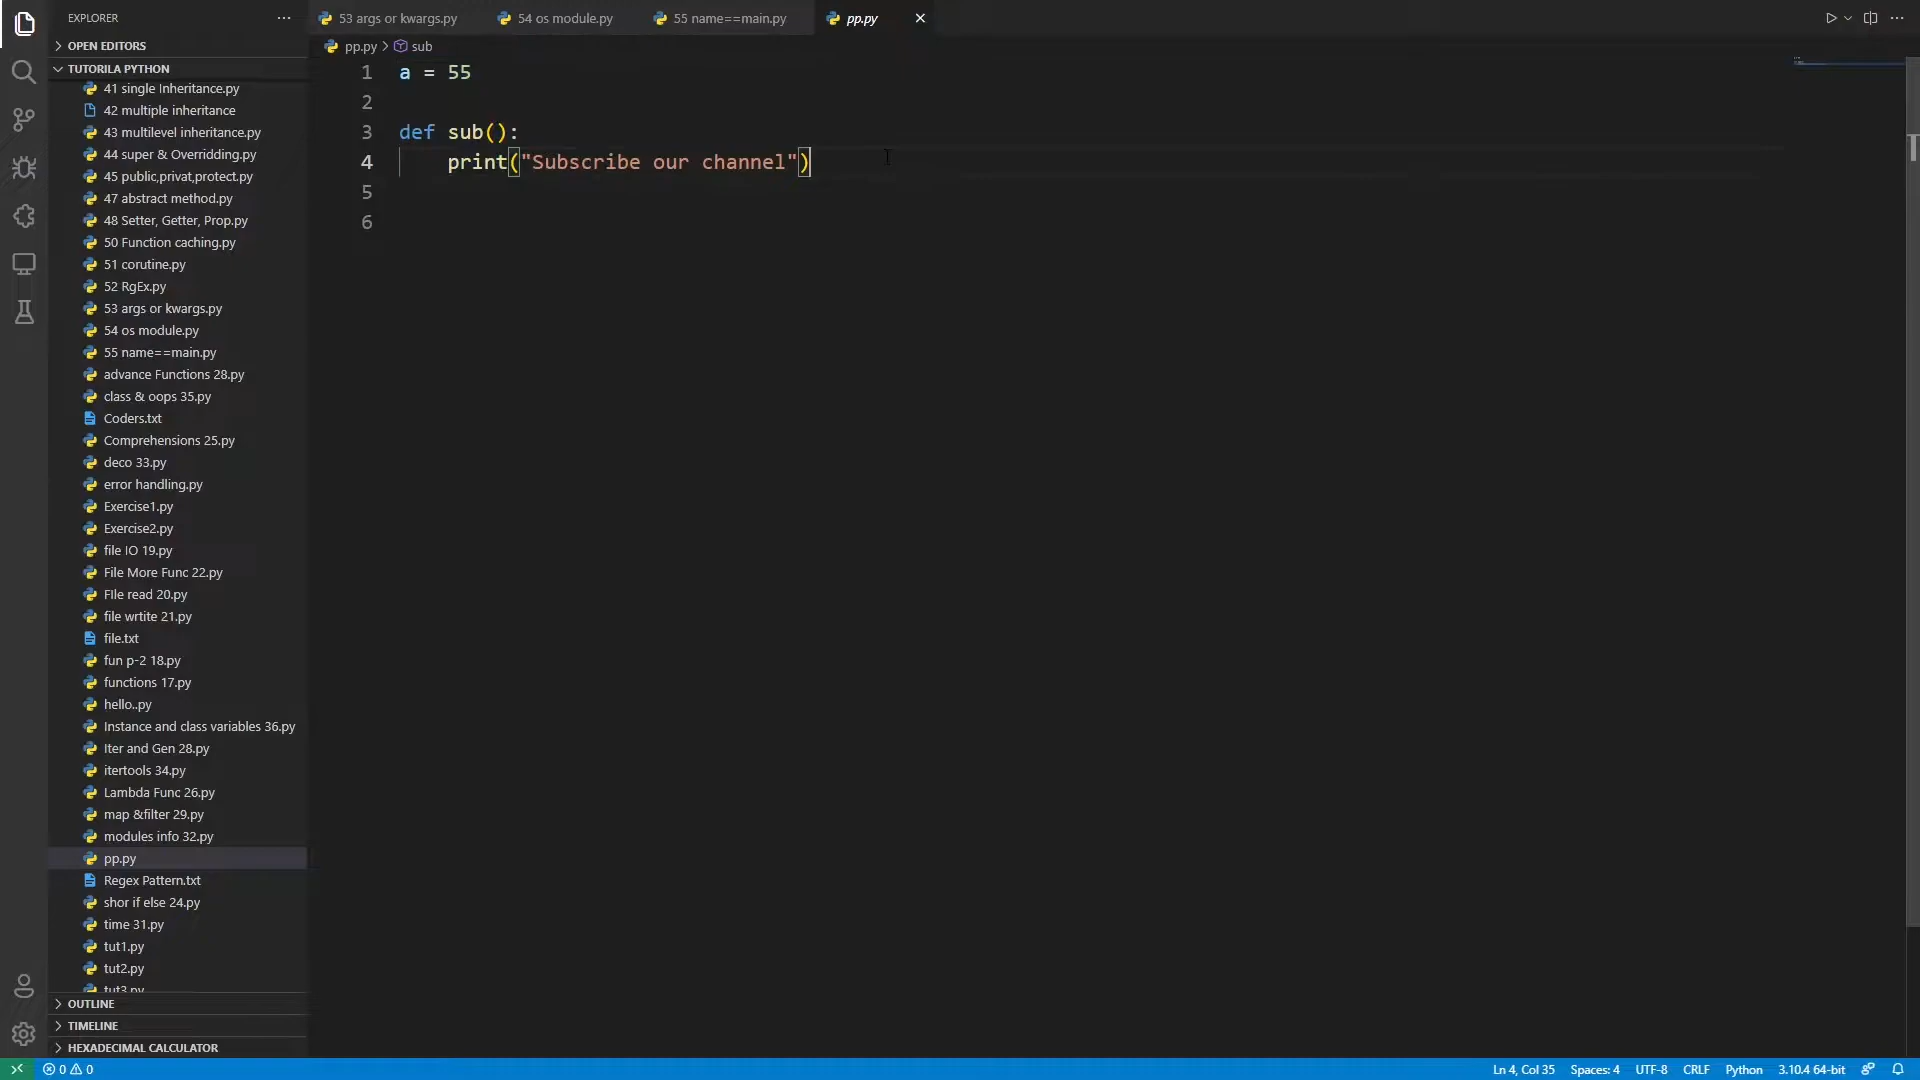 EXPLORER
53 args or kwargs.py
54 os module.py
55 name==main.py
pp.py
OPEN EDITORS
pp.py > sub
TUTORILA PYTHON
41 single Inheritance.py
42 multiple inheritance
43 multilevel inheritance.py
44 super & Overridding.py
45 public,privat,protect.py
47 abstract method.py
48 Setter, Getter, Prop.py
50 Function caching.py
51 corutine.py
52 RgEx.py
53 args or kwargs.py
54 os module.py
55 name==main.py
advance Functions 28.py
class & oops 35.py
Coders.txt
Comprehensions 25.py
deco 33.py
error handling.py
Exercise1.py
Exercise2.py
file IO 19.py
File More Func 22.py
FIle read 20.py
file wrtite 21.py
file.txt
fun p-2 18.py
functions 17.py
hello..py
Instance and class variables 36.py
Iter and Gen 28.py
itertools 34.py
Lambda Func 26.py
map &filter 29.py
modules info 32.py
pp.py
Regex Pattern.txt
shor if else 24.py
time 31.py
tut1.py
tut2.py
tut3.py
OUTLINE
TIMELINE
HEXADECIMAL CALCULATOR
1 a = 55
2
3 def sub():
4     print("Subscribe our channel")
5
6
0 0
Ln 4, Col 35
Spaces: 4
UTF-8
CRLF
Python
3.10.4 64-bit